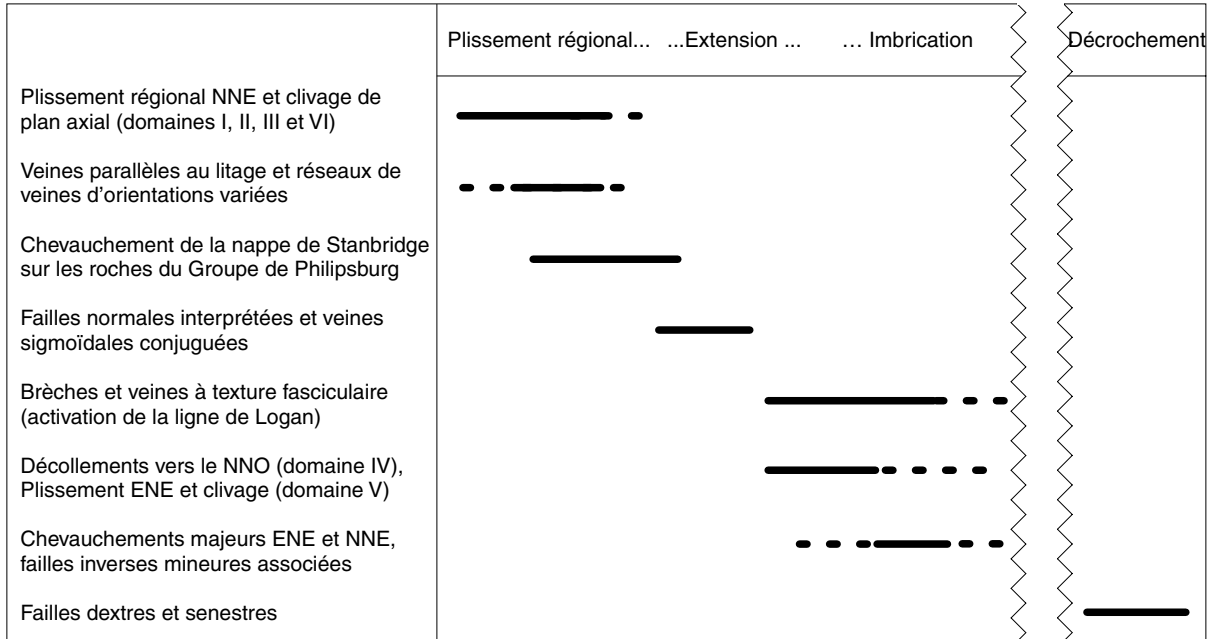 Plissement régional... ...Extension ... ... Imbrication Décrochement
Plissement régional NNE et clivage de
plan axial (domaines I, II, III et VI)
Veines parallèles au litage et réseaux de
veines d'orientations variées
Chevauchement de la nappe de Stanbridge
sur les roches du Groupe de Philipsburg
Failles normales interprétées et veines
sigmoïdales conjuguées
Brèches et veines à texture fasciculaire
(activation de la ligne de Logan)
Décollements vers le NNO (domaine IV),
Plissement ENE et clivage (domaine V)
Chevauchements majeurs ENE et NNE,
failles inverses mineures associées
Failles dextres et senestres